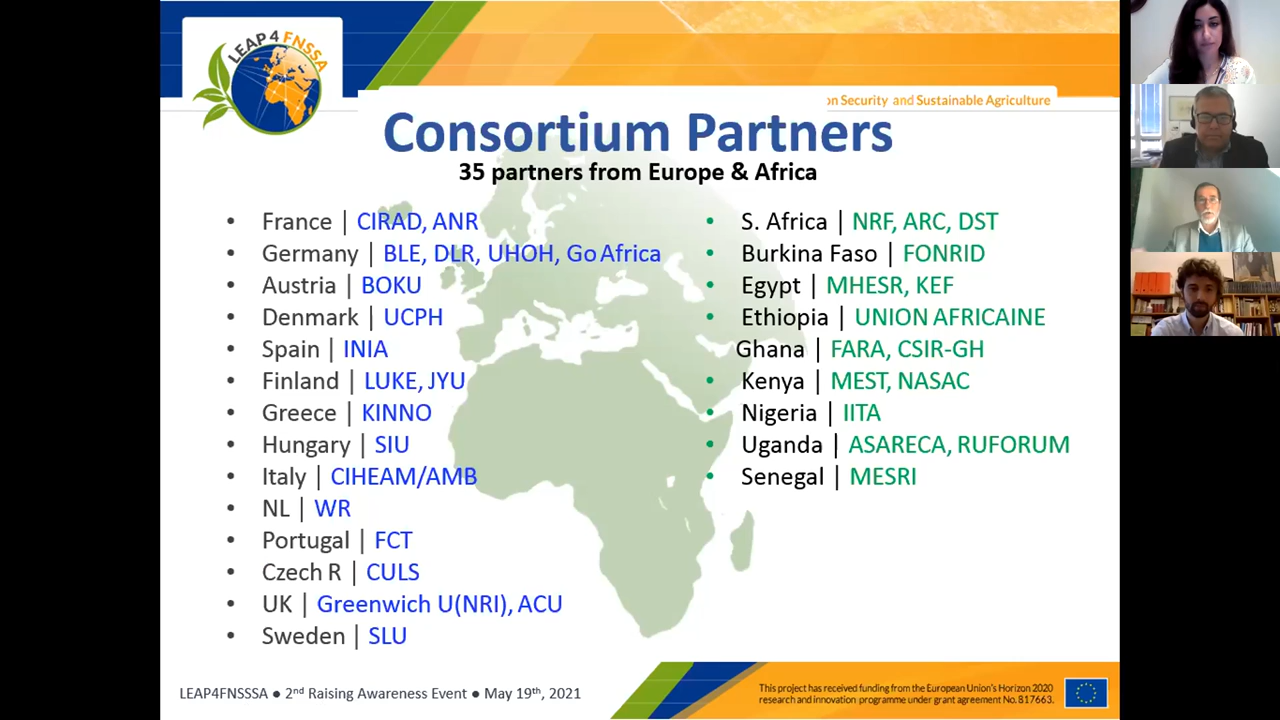 LEAP 4 FNSSA
on Security and Sustainable Agriculture
Consortium Partners
35 partners from Europe & Africa
• France | CIRAD, ANR
• Germany | BLE, DLR, UHOH, Go Africa
• Austria | BOKU
• Denmark | UCPH
• Spain | INIA
• Finland | LUKE, JYU
• Greece | KINNO
• Hungary | SIU
• Italy | CIHEAM/AMB
• NL | WR
• Portugal | FCT
• Czech R | CULS
• UK | Greenwich U(NRI), ACU
• Sweden | SLU
• S. Africa | NRF, ARC, DST
• Burkina Faso | FONRID
• Egypt | MHESR, KEF
• Ethiopia | UNION AFRICAINE
• Ghana | FARA, CSIR-GH
• Kenya | MEST, NASAC
• Nigeria | IITA
• Uganda | ASARECA, RUFORUM
• Senegal | MESRI
LEAP4FNSSSA ● 2nd Raising Awareness Event ● May 19th, 2021
This project has received funding from the European Union's Horizon 2020
research and innovation programme under grant agreement No. 817663.